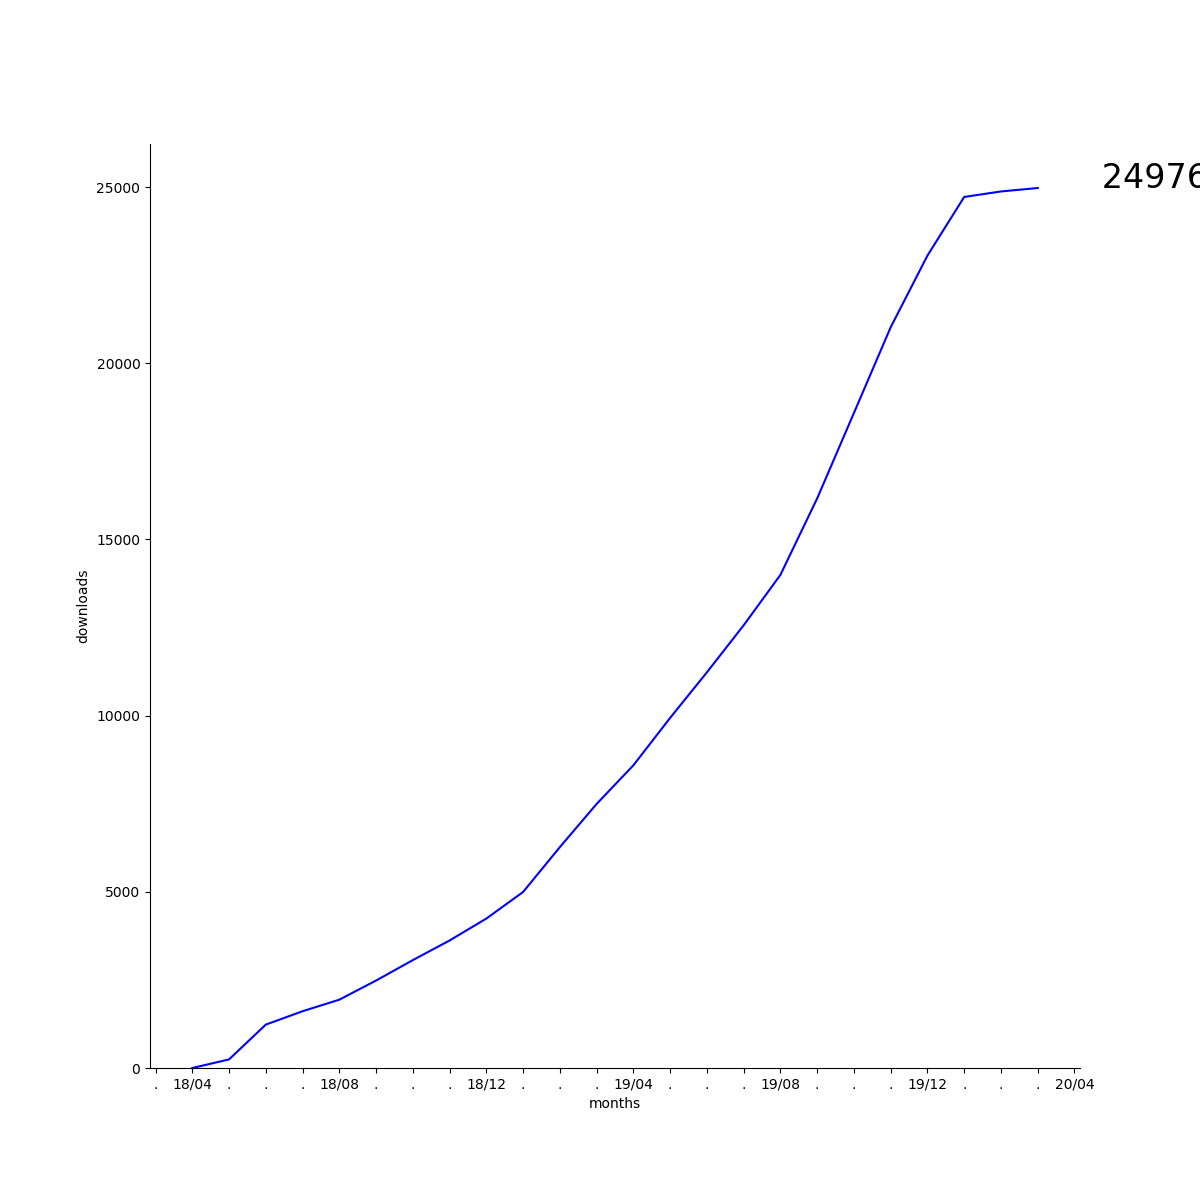 24976
25000
20000
15000
10000
5000
0
downloads
. 18/04 . . . 18/08 . . . 18/12 . . . 19/04 . . . 19/08 . . . 19/12 . . . 20/04
months